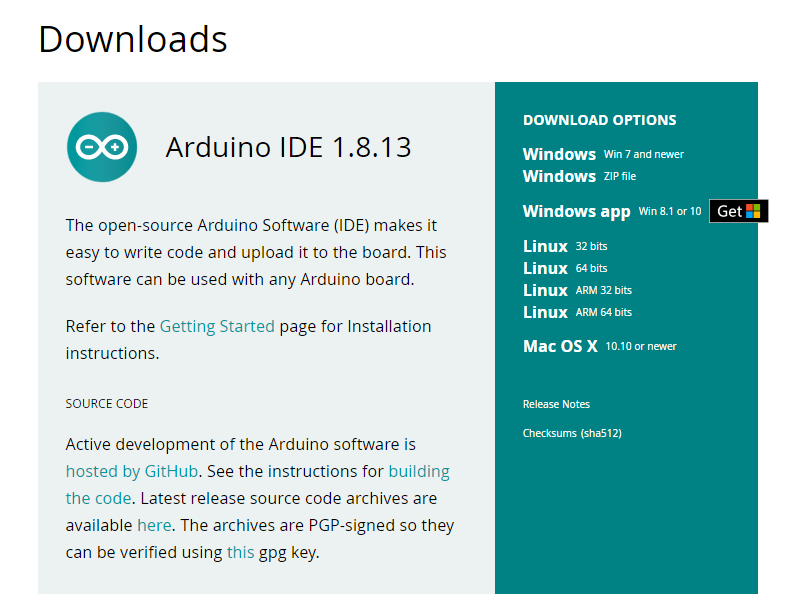 Downloads
Arduino IDE 1.8.13
The open-source Arduino Software (IDE) makes it
easy to write code and upload it to the board. This
software can be used with any Arduino board.
Refer to the Getting Started page for Installation
instructions.
SOURCE CODE
Active development of the Arduino software is
hosted by GitHub. See the instructions for building
the code. Latest release source code archives are
available here. The archives are PGP-signed so they
can be verified using this gpg key.
DOWNLOAD OPTIONS
Windows Win 7 and newer
Windows ZIP file
Windows app Win 8.1 or 10 Get
Linux 32 bits
Linux 64 bits
Linux ARM 32 bits
Linux ARM 64 bits
Mac OS X 10.10 or newer
Release Notes
Checksums (sha512)